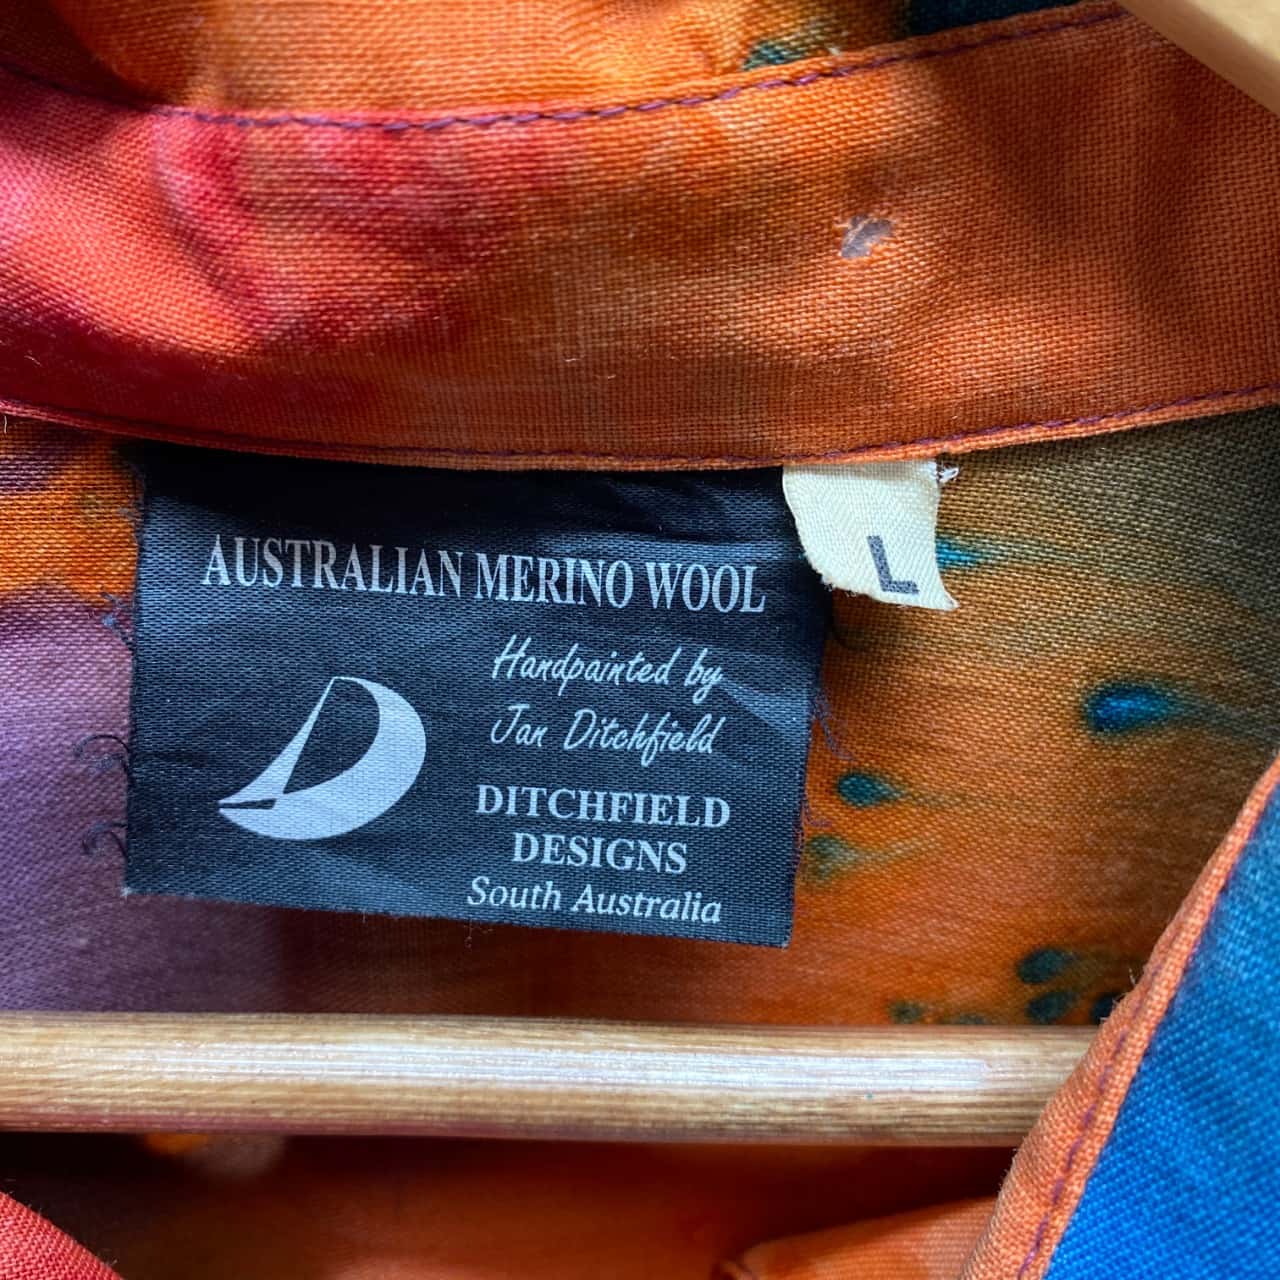 AUSTRALIAN MERINO WOOL
L
Handpainted by
Jan Ditchfield
DITCHFIELD
DESIGNS
South Australia